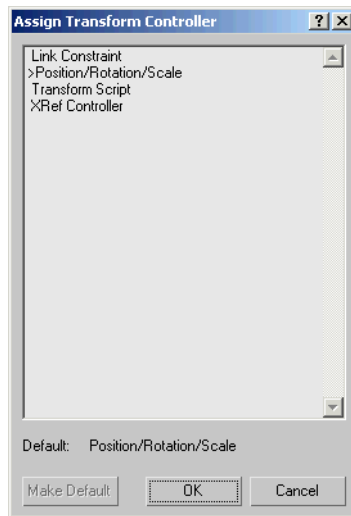 Assign Transform Controller
Link Constraint
>Position/Rotation/Scale
Transform Script
XRef Controller
Default: Position/Rotation/Scale
Make Default OK Cancel